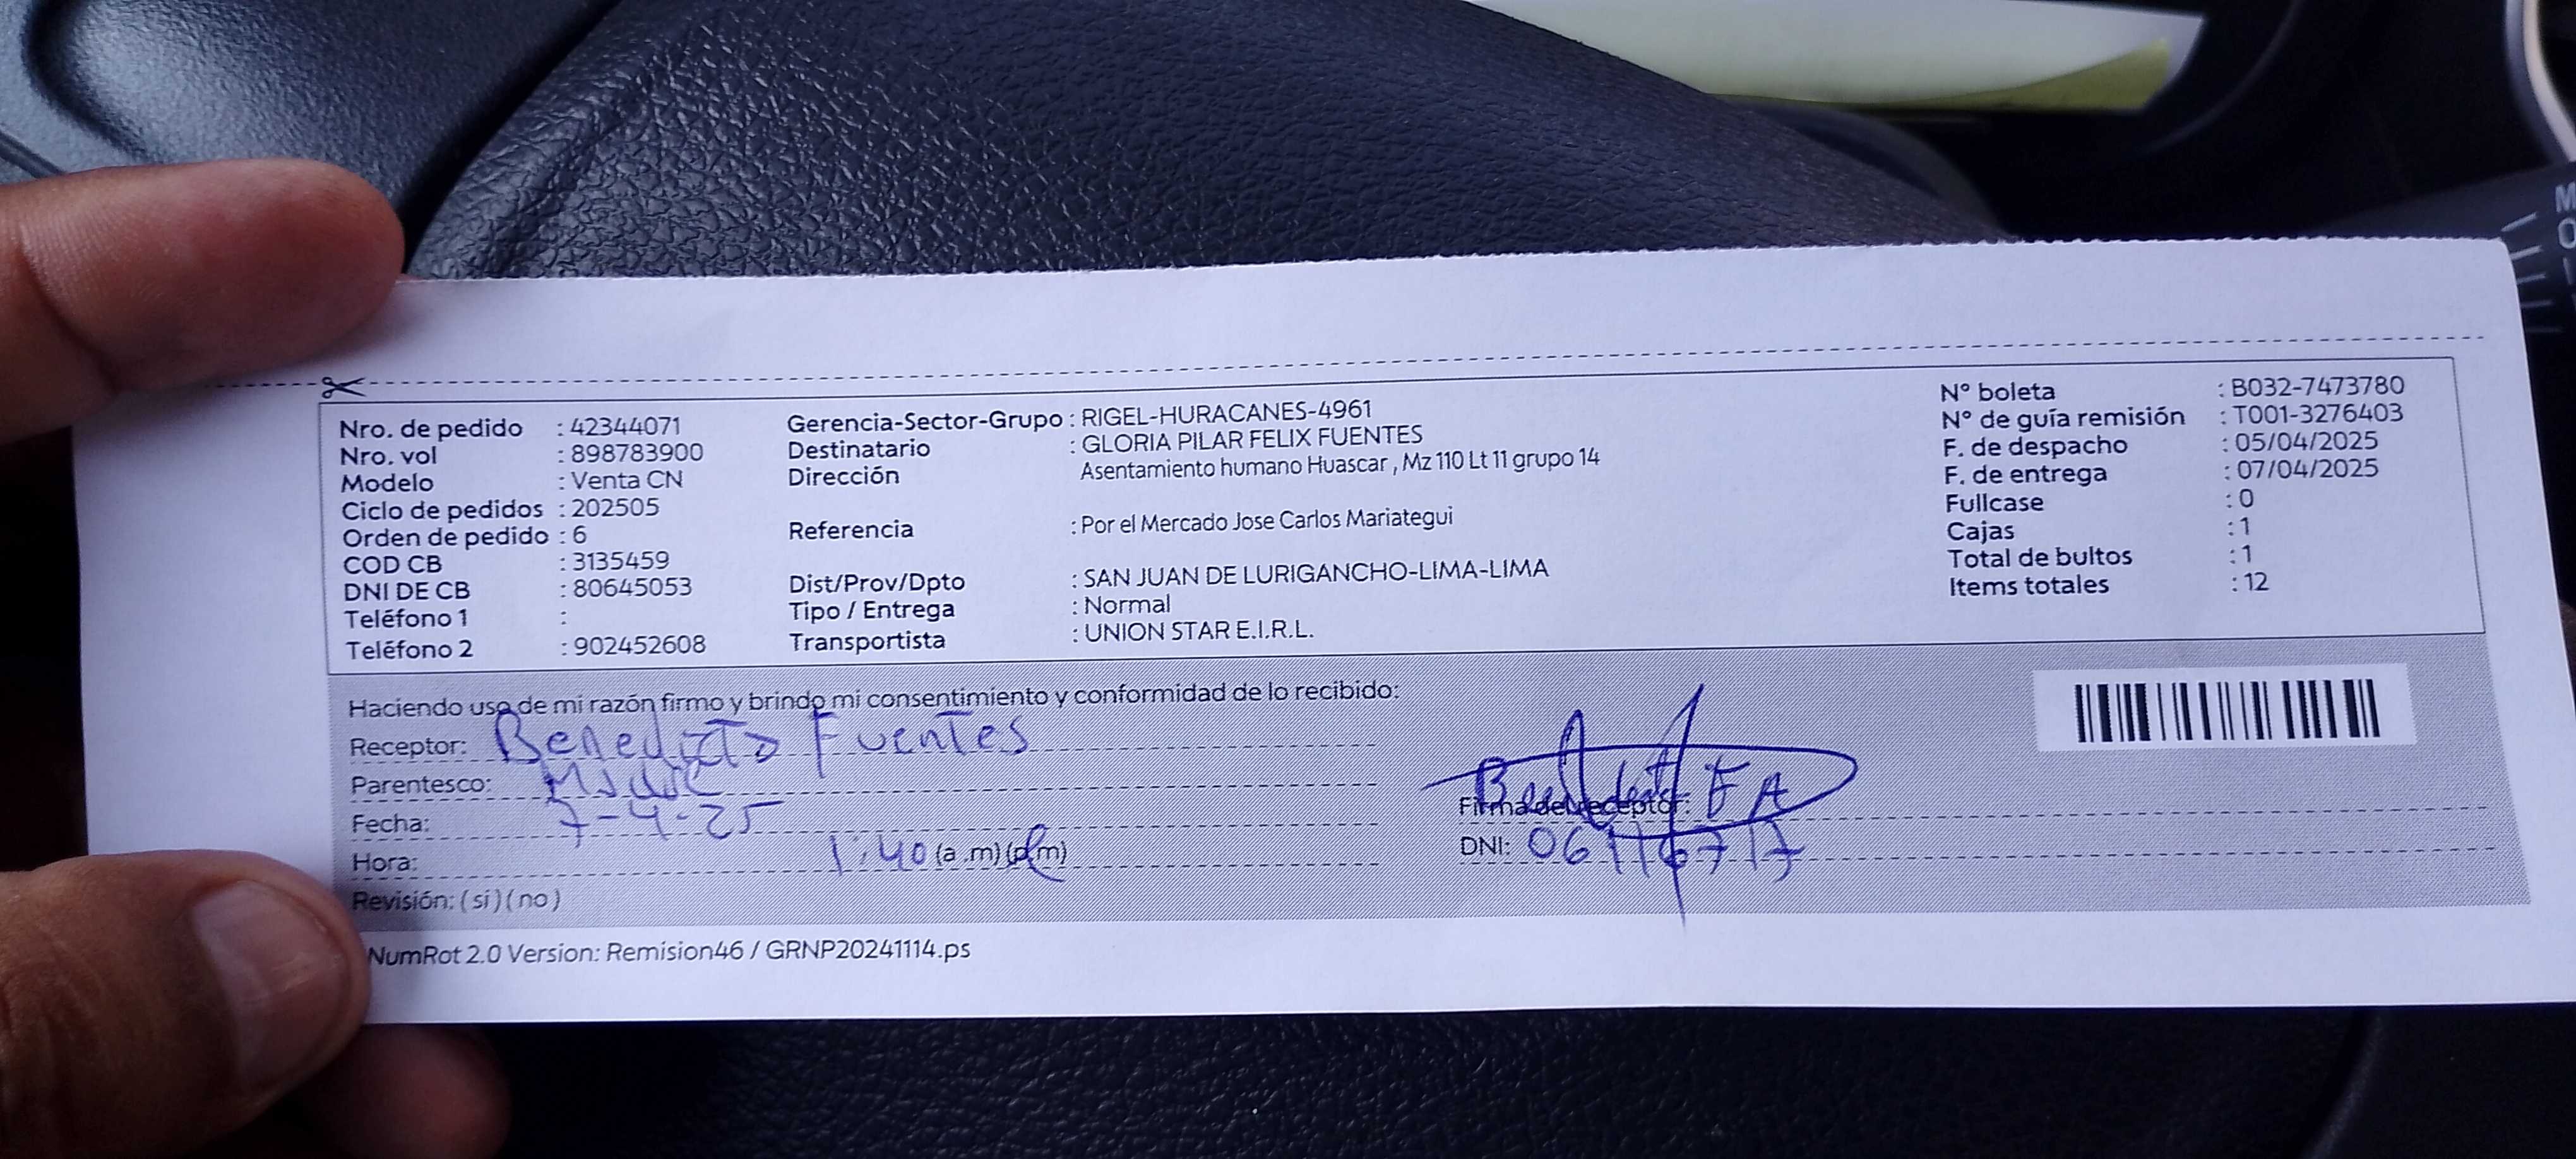 Nro. de pedido : 42344071
Nro. vol : 898783900
Modelo : Venta CN
Ciclo de pedidos : 202505
Orden de pedido : 6
COD CB : 3135459
DNI DE CB : 80645053
Teléfono 1 :
Teléfono 2 : 902452608
Gerencia-Sector-Grupo : RIGEL-HURACANES-4961
Destinatario : GLORIA PILAR FELIX FUENTES
Dirección Asentamiento humano Huascar , Mz 110 Lt 11 grupo 14
Referencia : Por el Mercado Jose Carlos Mariategui
Dist/Prov/Dpto : SAN JUAN DE LURIGANCHO-LIMA-LIMA
Tipo / Entrega : Normal
Transportista : UNION STAR E.I.R.L.
N° boleta : B032-7473780
N° de guía remisión : T001-3276403
F. de despacho : 05/04/2025
F. de entrega : 07/04/2025
Fullcase : 0
Cajas : 1
Total de bultos : 1
Items totales : 12
Haciendo uso de mi razón firmo y brindo mi consentimiento y conformidad de lo recibido:
Receptor: Benedicto Fuentes
Parentesco:
Fecha: 7-4-25
Hora: 1:40 (a .m) (p.m)
Revisión: ( si ) ( no )
Firma del receptor: F A
DNI:
NumRot 2.0 Version: Remision46 / GRNP20241114.ps